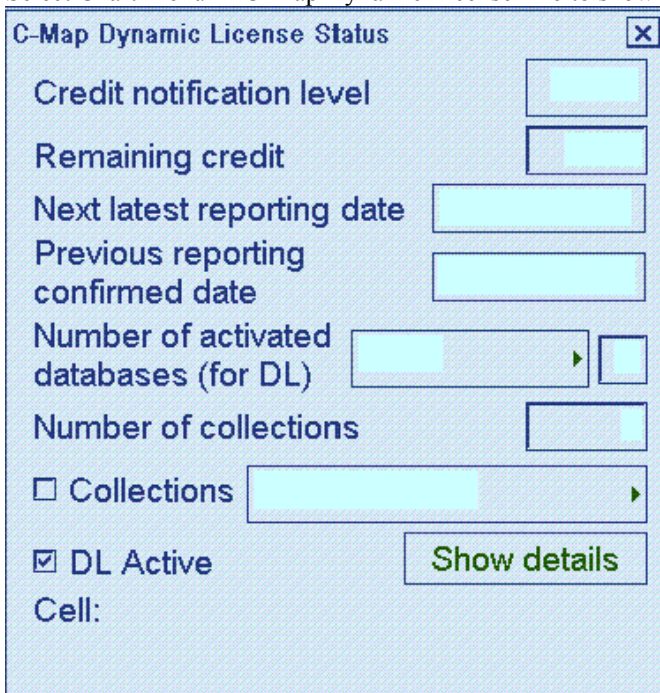 C-Map Dynamic License Status
Credit notification level
Remaining credit
Next latest reporting date
Previous reporting
confirmed date
Number of activated
databases (for DL)
Number of collections
Collections
DL Active
Show details
Cell: